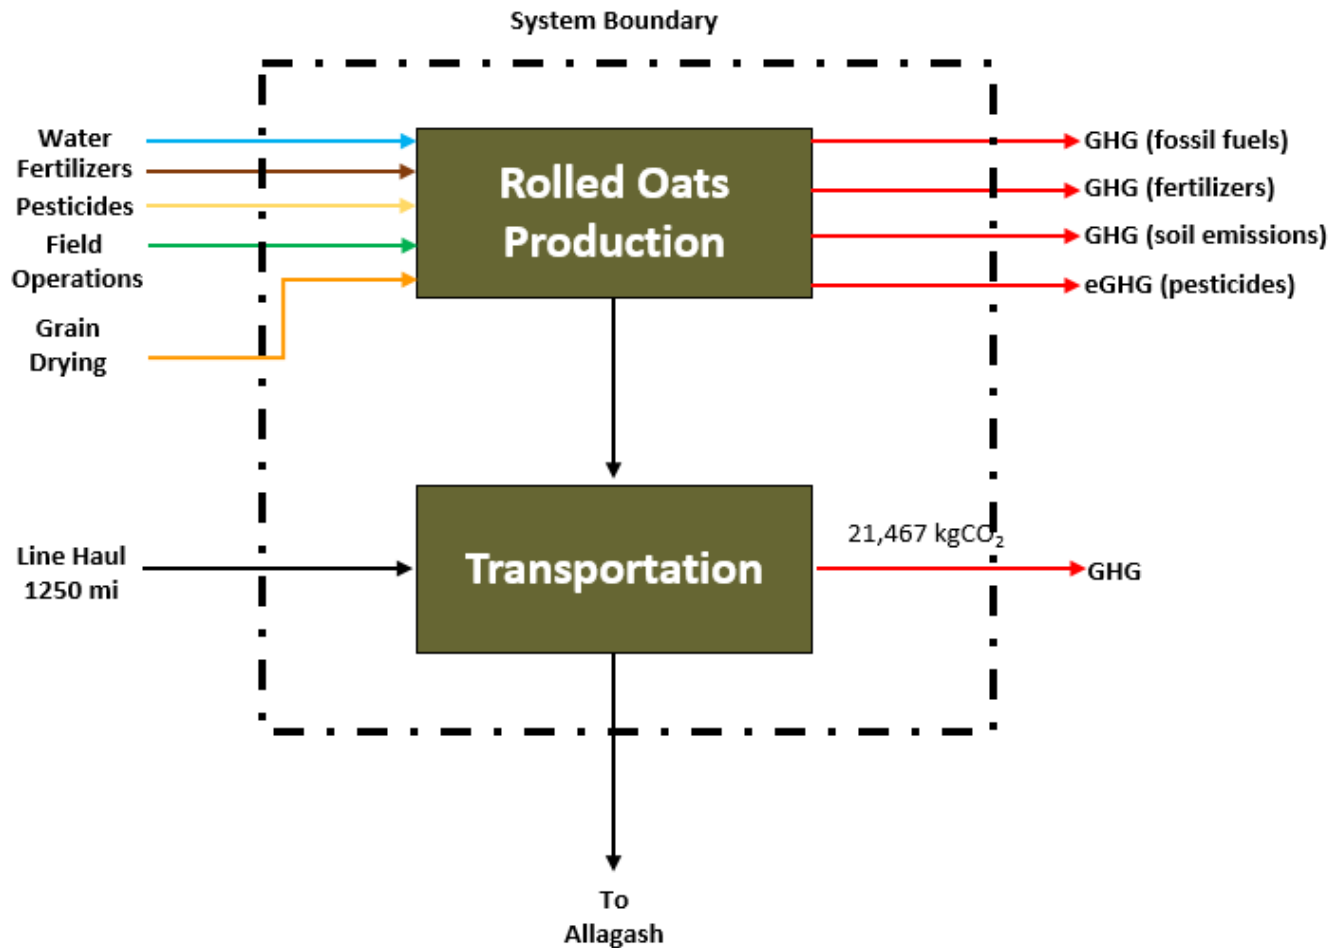 System Boundary
Water
Fertilizers
Pesticides
Field
Operations
Grain
Drying
Rolled Oats
Production
GHG (fossil fuels)
GHG (fertilizers)
GHG (soil emissions)
eGHG (pesticides)
Line Haul
1250 mi
Transportation
21,467 kgCO₂
GHG
To
Allagash